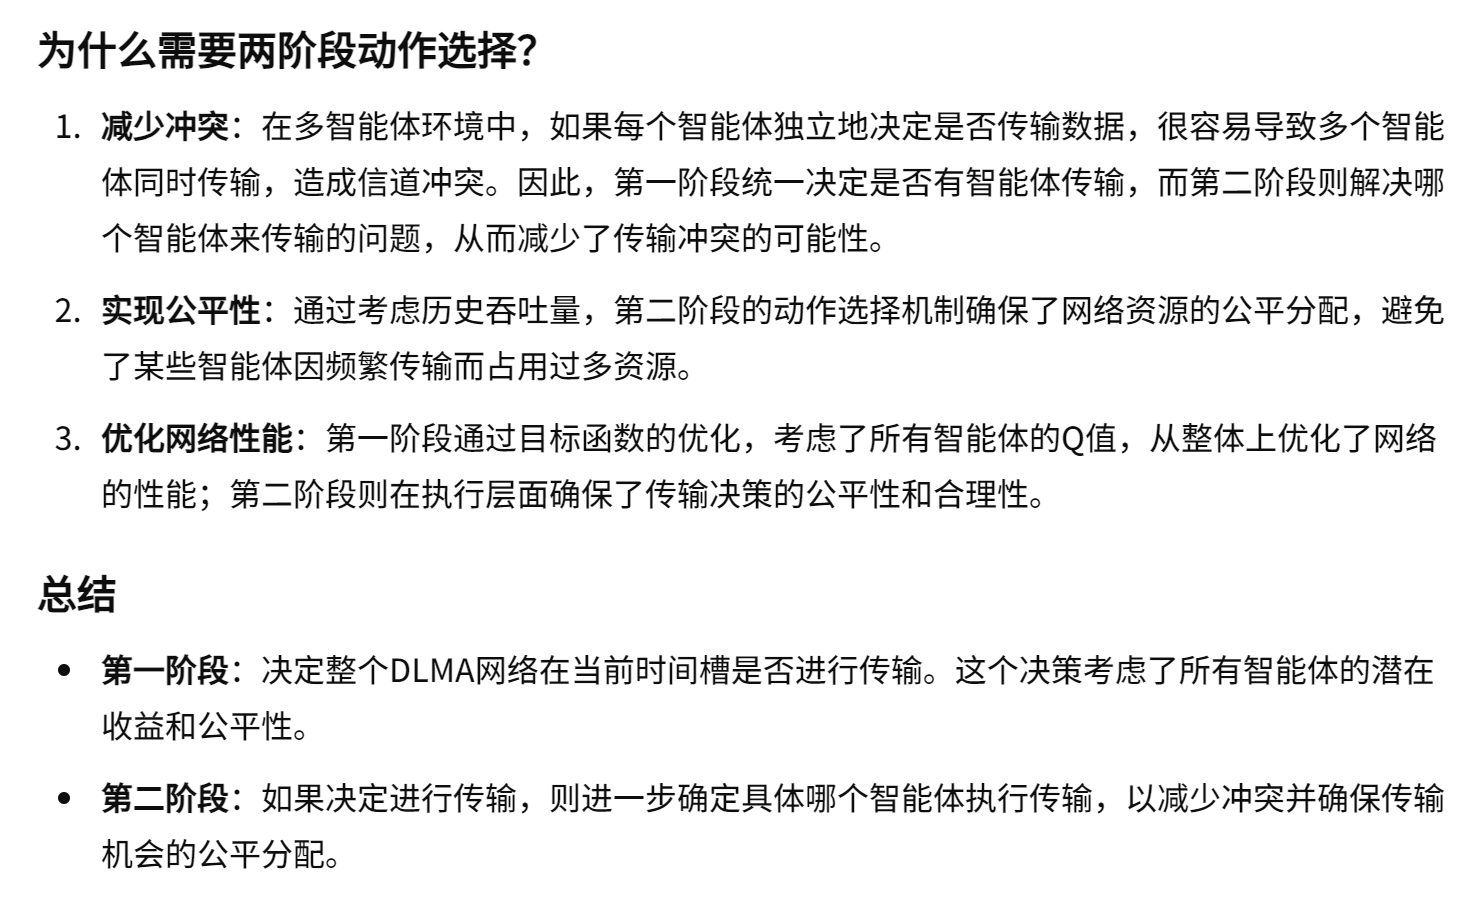 为什么需要两阶段动作选择？
1. 减少冲突：在多智能体环境中，如果每个智能体独立地决定是否传输数据，很容易导致多个智能
体同时传输，造成信道冲突。因此，第一阶段统一决定是否有智能体传输，而第二阶段则解决哪
个智能体来传输的问题，从而减少了传输冲突的可能性。
2. 实现公平性：通过考虑历史吞吐量，第二阶段的动作选择机制确保了网络资源的公平分配，避免
了某些智能体因频繁传输而占用过多资源。
3. 优化网络性能：第一阶段通过目标函数的优化，考虑了所有智能体的Q值，从整体上优化了网络
的性能；第二阶段则在执行层面确保了传输决策的公平性和合理性。
总结
• 第一阶段：决定整个DLMA网络在当前时间槽是否进行传输。这个决策考虑了所有智能体的潜在
收益和公平性。
• 第二阶段：如果决定进行传输，则进一步确定具体哪个智能体执行传输，以减少冲突并确保传输
机会的公平分配。